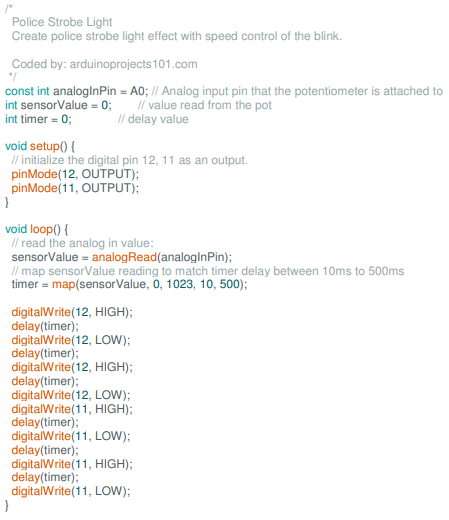 /*
Police Strobe Light
Create police strobe light effect with speed control of the blink.
Coded by: arduinoprojects101.com
*/
const int analogInPin = A0; // Analog input pin that the potentiometer is attached to
int sensorValue = 0; // value read from the pot
int timer = 0; // delay value
void setup() {
// initialize the digital pin 12, 11 as an output.
pinMode(12, OUTPUT);
pinMode(11, OUTPUT);
}
void loop() {
// read the analog in value:
sensorValue = analogRead(analogInPin);
// map sensorValue reading to match timer delay between 10ms to 500ms
timer = map(sensorValue, 0, 1023, 10, 500);
digitalWrite(12, HIGH);
delay(timer);
digitalWrite(12, LOW);
delay(timer);
digitalWrite(12, HIGH);
delay(timer);
digitalWrite(12, LOW);
digitalWrite(11, HIGH);
delay(timer);
digitalWrite(11, LOW);
delay(timer);
digitalWrite(11, HIGH);
delay(timer);
digitalWrite(11, LOW);
}